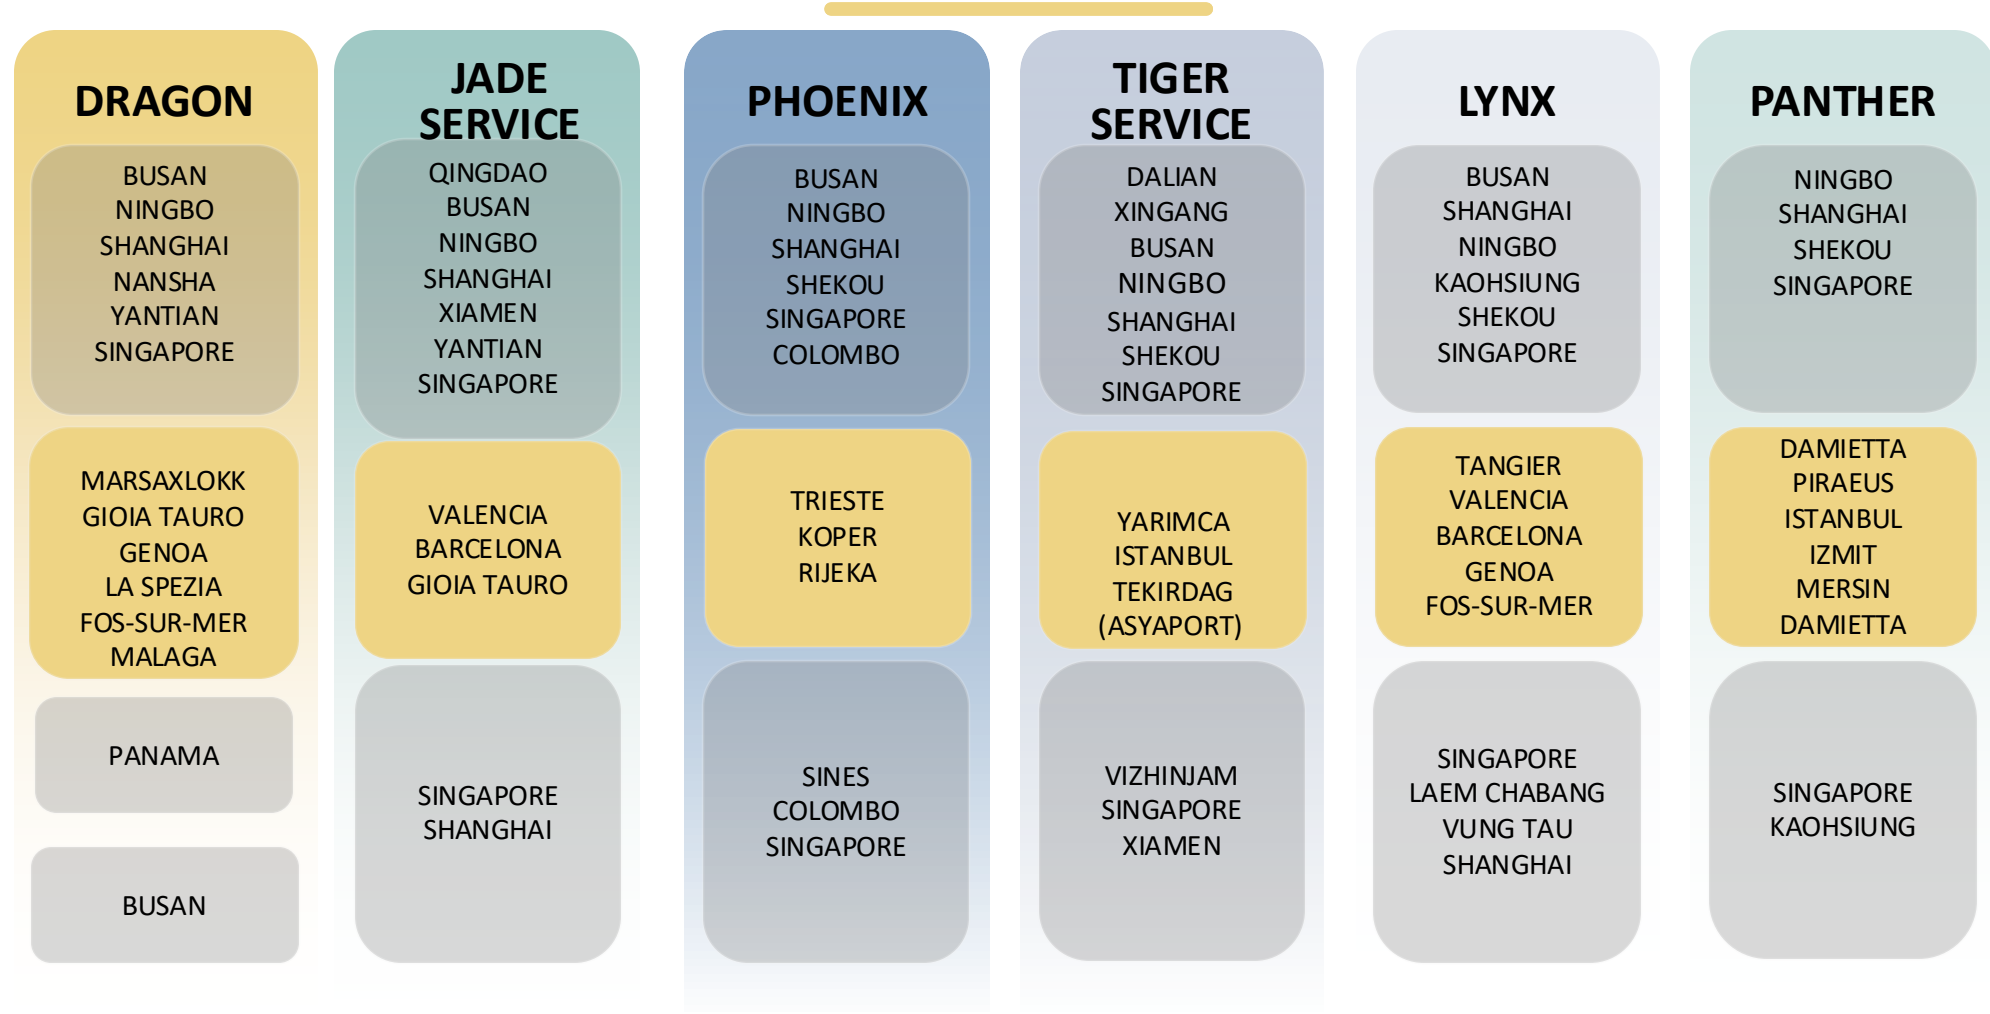 DRAGON
BUSAN
NINGBO
SHANGHAI
NANSHA
YANTIAN
SINGAPORE
MARSAXLOKK
GIOIA TAURO
GENOA
LA SPEZIA
FOS-SUR-MER
MALAGA
PANAMA
BUSAN
JADE
SERVICE
QINGDAO
BUSAN
NINGBO
SHANGHAI
XIAMEN
YANTIAN
SINGAPORE
VALENCIA
BARCELONA
GIOIA TAURO
SINGAPORE
SHANGHAI
PHOENIX
BUSAN
NINGBO
SHANGHAI
SHEKOU
SINGAPORE
COLOMBO
TRIESTE
KOPER
RIJEKA
SINES
COLOMBO
SINGAPORE
TIGER
SERVICE
DALIAN
XINGANG
BUSAN
NINGBO
SHANGHAI
SHEKOU
SINGAPORE
YARIMCA
ISTANBUL
TEKIRDAG
(ASYAPORT)
VIZHINJAM
SINGAPORE
XIAMEN
LYNX
BUSAN
SHANGHAI
NINGBO
KAOHSIUNG
SHEKOU
SINGAPORE
TANGIER
VALENCIA
BARCELONA
GENOA
FOS-SUR-MER
SINGAPORE
LAEM CHABANG
VUNG TAU
SHANGHAI
PANTHER
NINGBO
SHANGHAI
SHEKOU
SINGAPORE
DAMIETTA
PIRAEUS
ISTANBUL
IZMIT
MERSIN
DAMIETTA
SINGAPORE
KAOHSIUNG